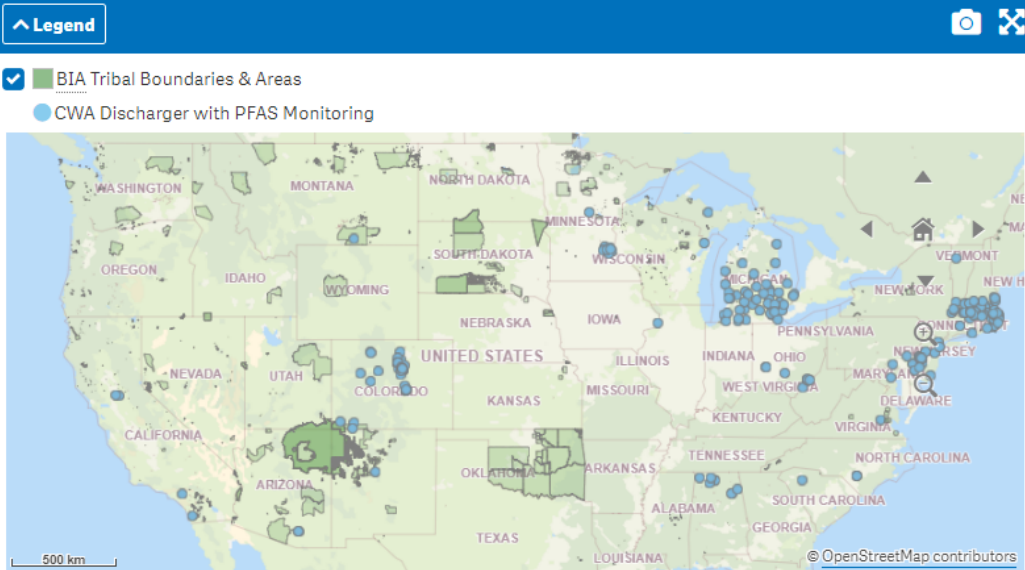 Legend
BIA Tribal Boundaries & Areas
CWA Discharger with PFAS Monitoring
WASHINGTON
MONTANA
NORTH DAKOTA
MINNESOTA
OREGON
IDAHO
WYOMING
SOUTH DAKOTA
WISCONSIN
MICHIGAN
VERMONT
NEW YORK
NEW H
NEBRASKA
IOWA
PENNSYLVANIA
NEVADA
UTAH
UNITED STATES
ILLINOIS
INDIANA
OHIO
COLORADO
KANSAS
MISSOURI
WEST VIRGINIA
DELAWARE
CALIFORNIA
KENTUCKY
VIRGINIA
ARIZONA
OKLAHOMA
ARKANSAS
TENNESSEE
NORTH CAROLINA
ALABAMA
SOUTH CAROLINA
TEXAS
GEORGIA
LOUISIANA
500 km
© OpenStreetMap contributors